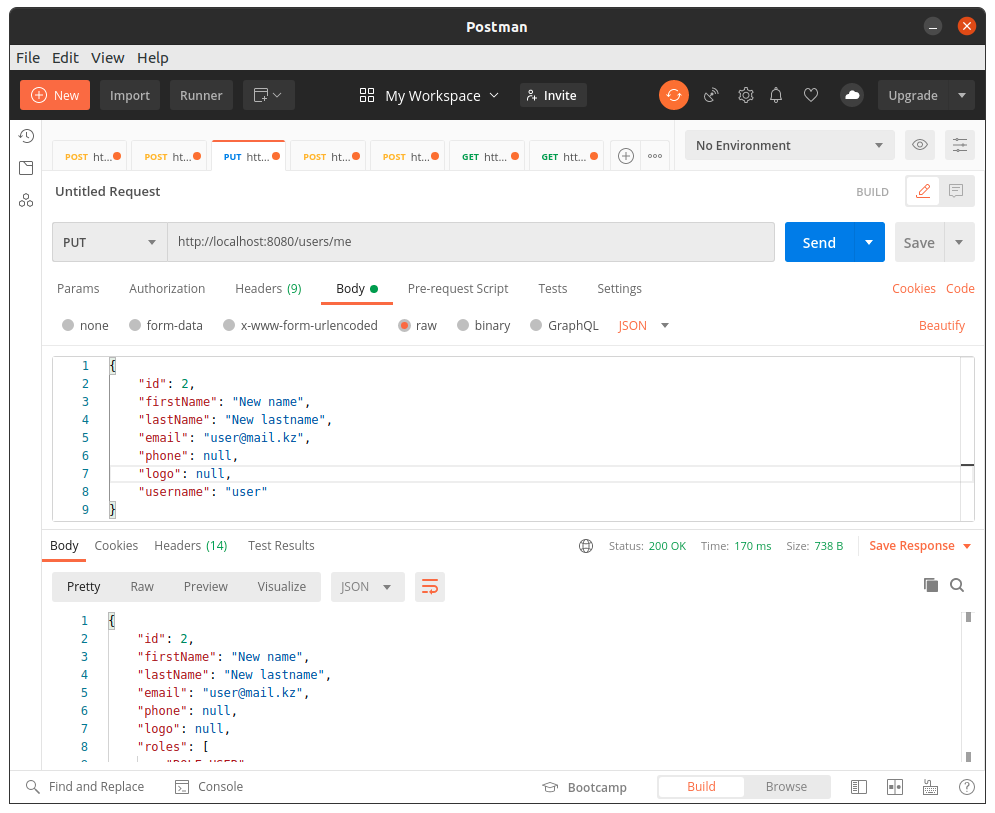 Postman
File Edit View Help
New Import Runner My Workspace Invite Upgrade
POST ht... POST ht... PUT htt... POST ht... POST ht... GET htt... GET htt... No Environment
Untitled Request BUILD
PUT http://localhost:8080/users/me Send Save
Params Authorization Headers (9) Body Pre-request Script Tests Settings Cookies Code
none form-data x-www-form-urlencoded raw binary GraphQL JSON Beautify
1 {
2 "id": 2,
3 "firstName": "New name",
4 "lastName": "New lastname",
5 "email": "user@mail.kz",
6 "phone": null,
7 "logo": null,
8 "username": "user"
9 }
Body Cookies Headers (14) Test Results Status: 200 OK Time: 170 ms Size: 738 B Save Response
Pretty Raw Preview Visualize JSON
1 {
2 "id": 2,
3 "firstName": "New name",
4 "lastName": "New lastname",
5 "email": "user@mail.kz",
6 "phone": null,
7 "logo": null,
8 "roles": [
Find and Replace Console Bootcamp Build Browse